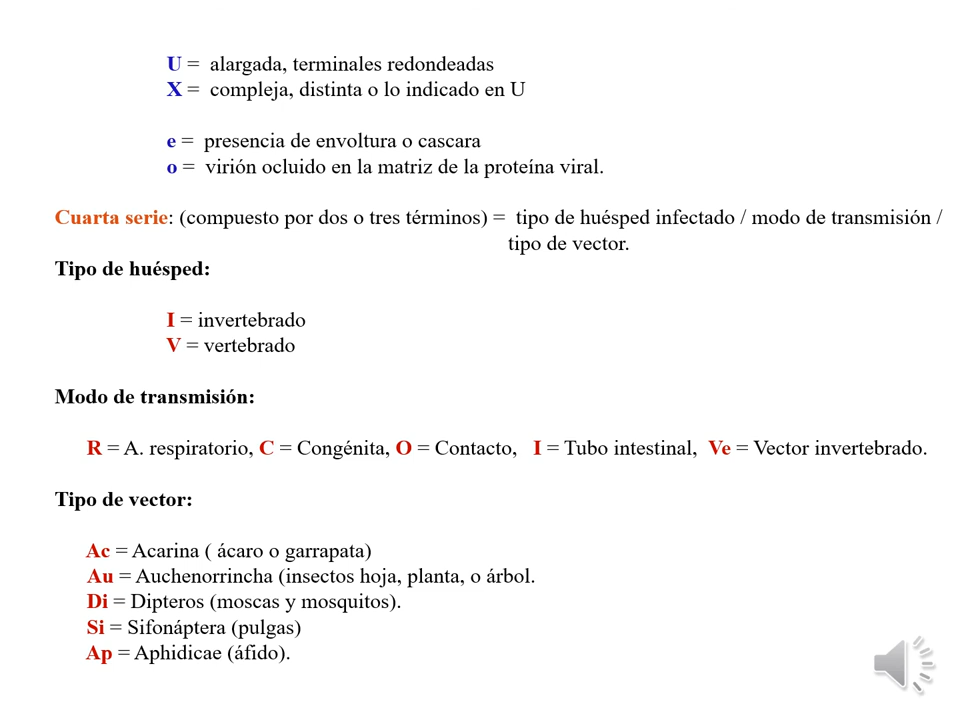 U = alargada, terminales redondeadas
X = compleja, distinta o lo indicado en U
e = presencia de envoltura o cascara
o = virión ocluido en la matriz de la proteína viral.
Cuarta serie: (compuesto por dos o tres términos) = tipo de huésped infectado / modo de transmisión /
tipo de vector.
Tipo de huésped:
I = invertebrado
V = vertebrado
Modo de transmisión:
R = A. respiratorio, C = Congénita, O = Contacto, I = Tubo intestinal, Ve = Vector invertebrado.
Tipo de vector:
Ac = Acarina ( ácaro o garrapata)
Au = Auchenorrincha (insectos hoja, planta, o árbol.
Di = Dipteros (moscas y mosquitos).
Si = Sifonáptera (pulgas)
Ap = Aphidicae (áfido).